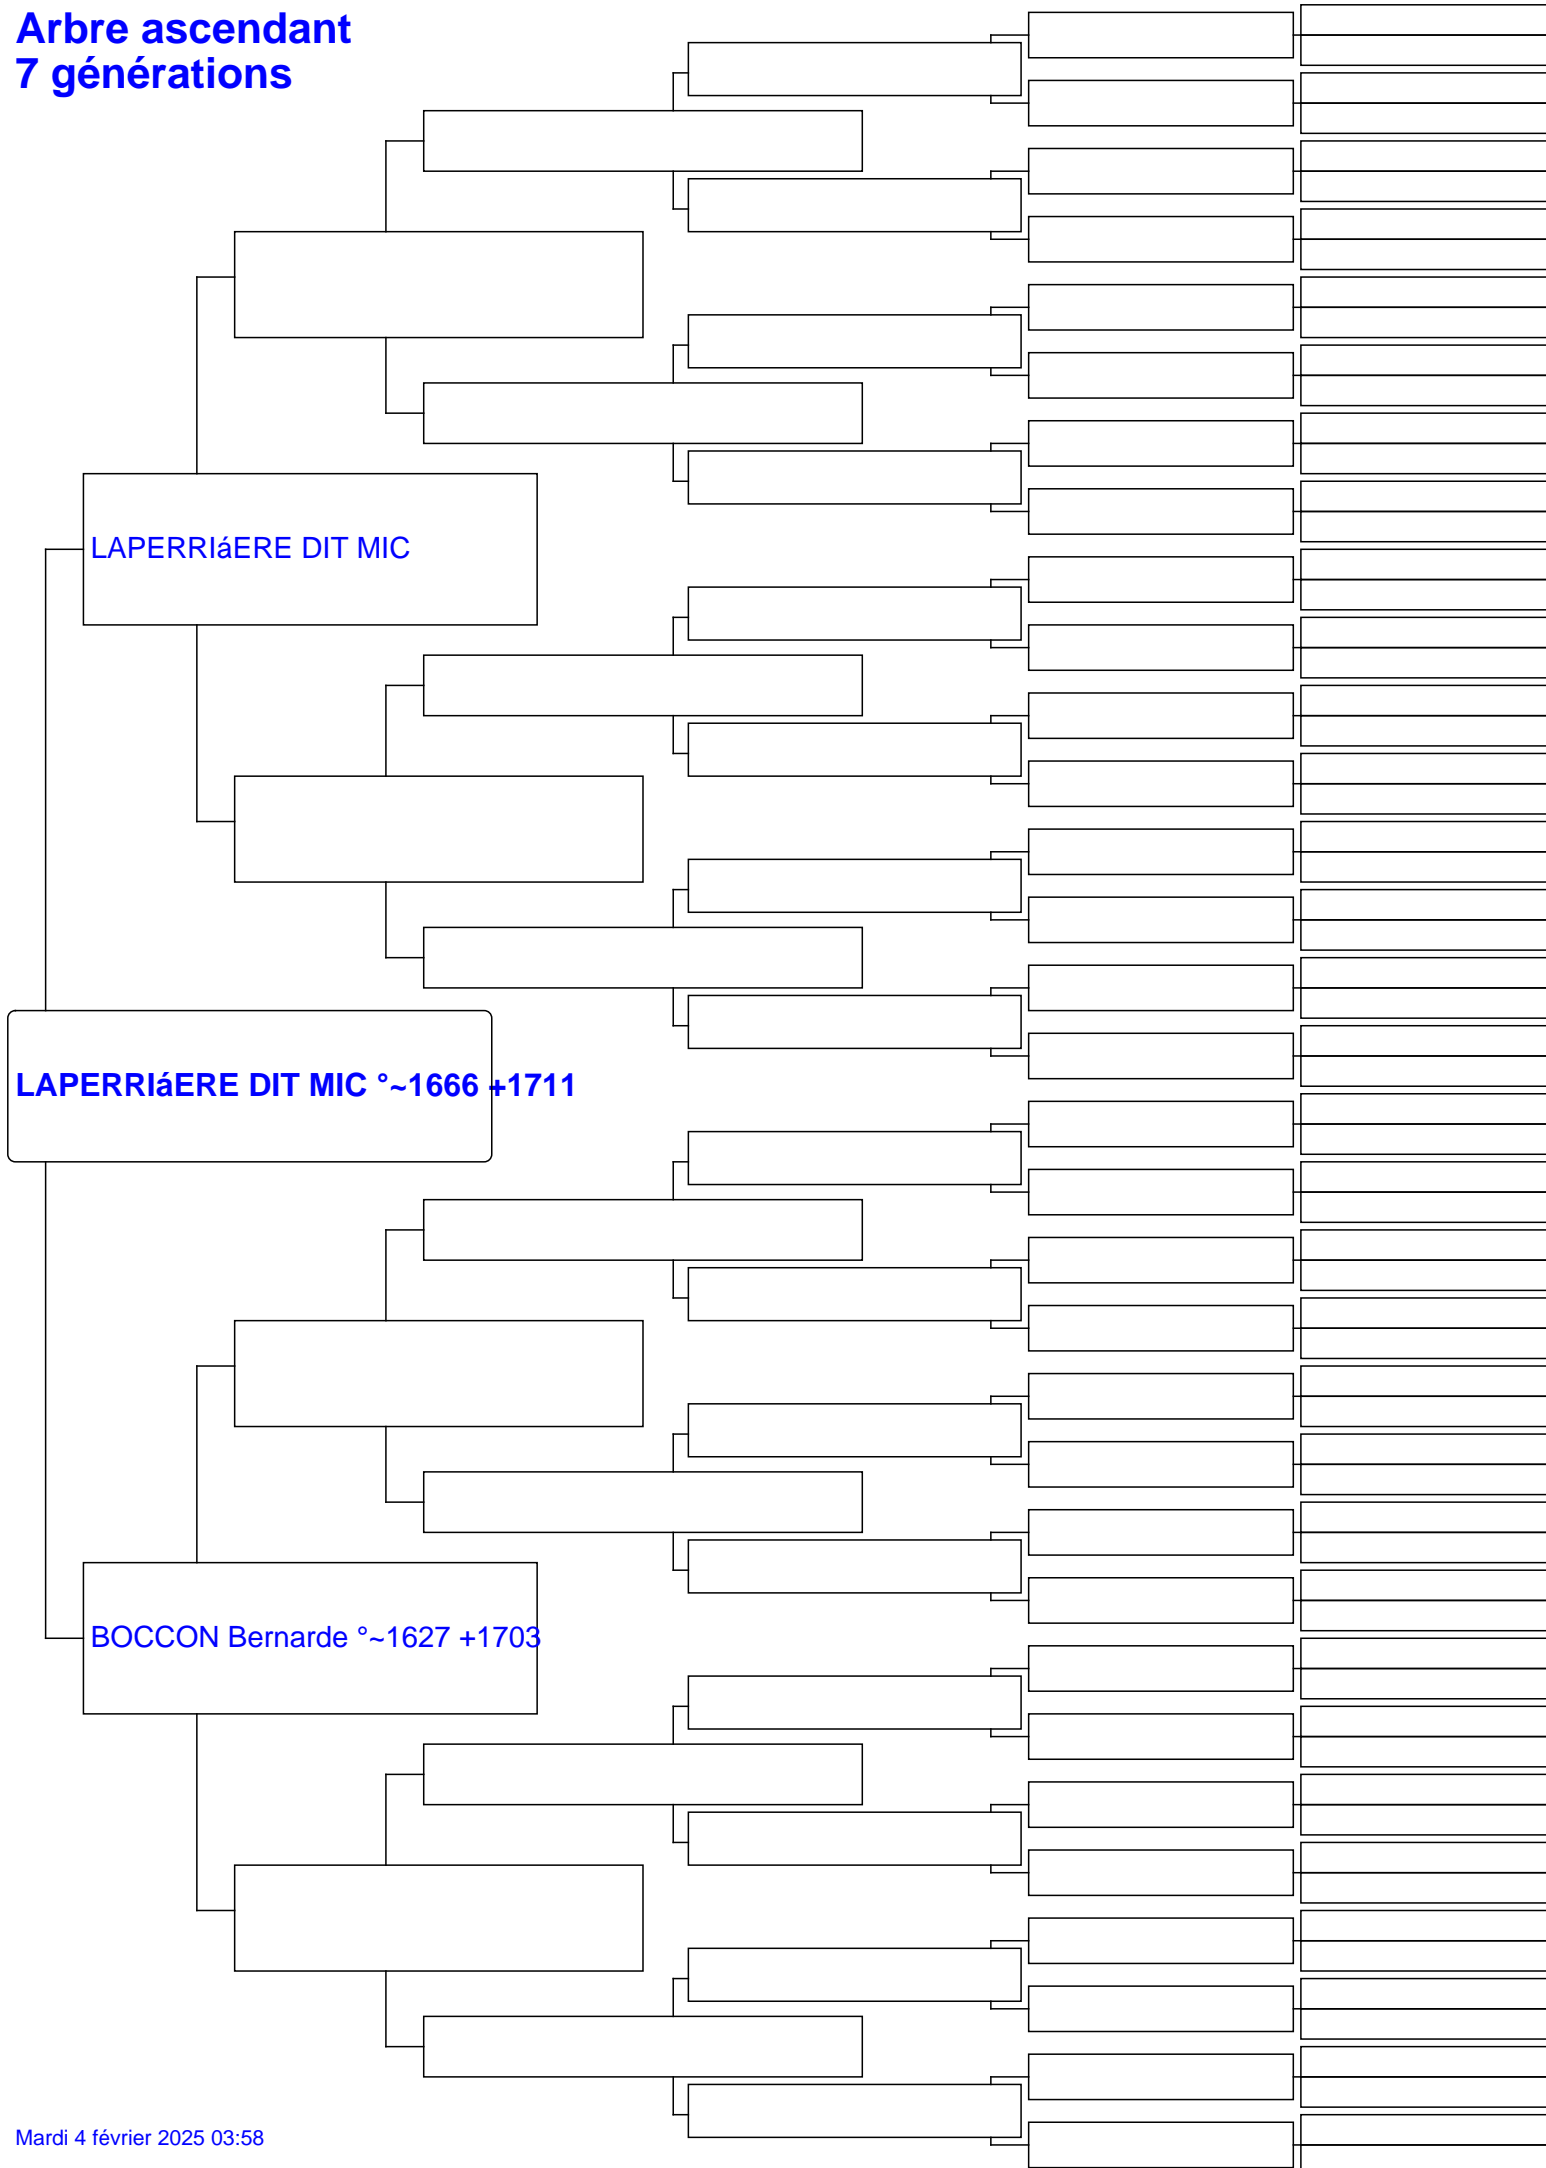 Arbre ascendant
7 générations
LAPERRIáERE DIT MIC
LAPERRIáERE DIT MIC °~1666 +1711
BOCCON Bernarde °~1627 +1703
Mardi 4 février 2025 03:58